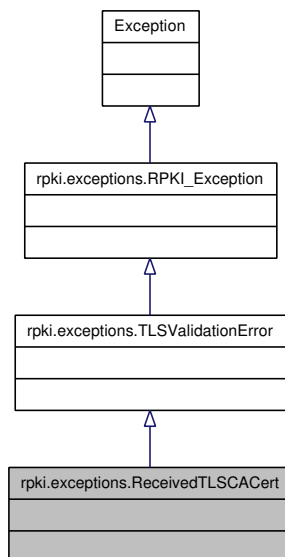 Exception
rpki.exceptions.RPKI_Exception
rpki.exceptions.TLSValidationError
rpki.exceptions.ReceivedTLSCACert